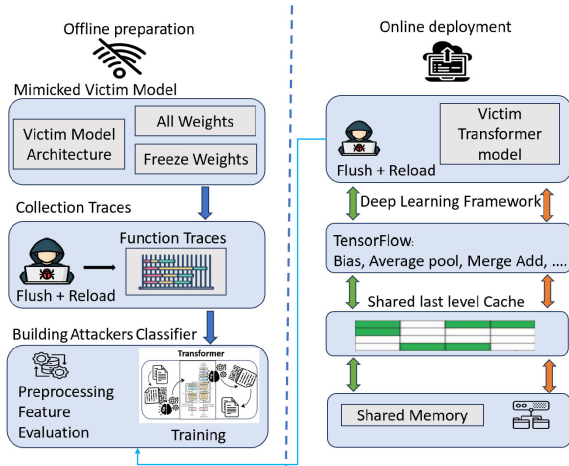 Offline preparation
Mimicked Victim Model
Victim Model
Architecture
All Weights
Freeze Weights
Collection Traces
Function Traces
Flush + Reload
Building Attackers Classifier
Preprocessing
Feature
Evaluation
Transformer
Training
Online deployment
Victim
Transformer
model
Flush + Reload
Deep Learning Framework
TensorFlow:
Bias, Average pool, Merge Add, ....
Shared last level Cache
Shared Memory